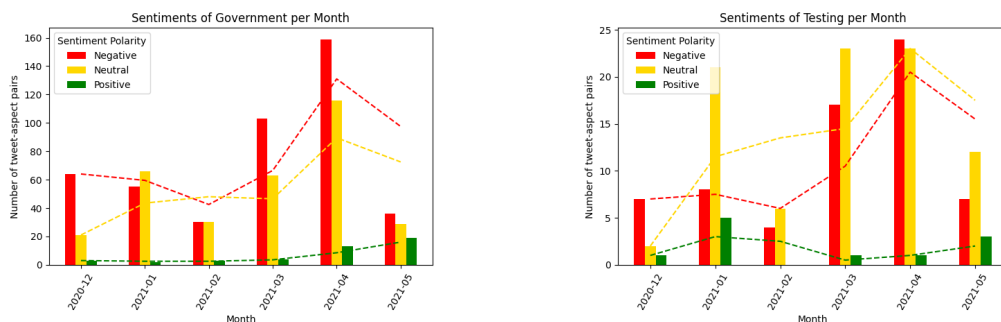 Sentiments of Government per Month
Number of tweet-aspect pairs
160
140
120
100
80
60
40
20
0
Sentiment Polarity
Negative
Neutral
Positive
2020-12
2021-01
2021-02
2021-03
2021-04
2021-05
Month
Sentiments of Testing per Month
Number of tweet-aspect pairs
25
20
15
10
5
0
Sentiment Polarity
Negative
Neutral
Positive
2020-12
2021-01
2021-02
2021-03
2021-04
2021-05
Month